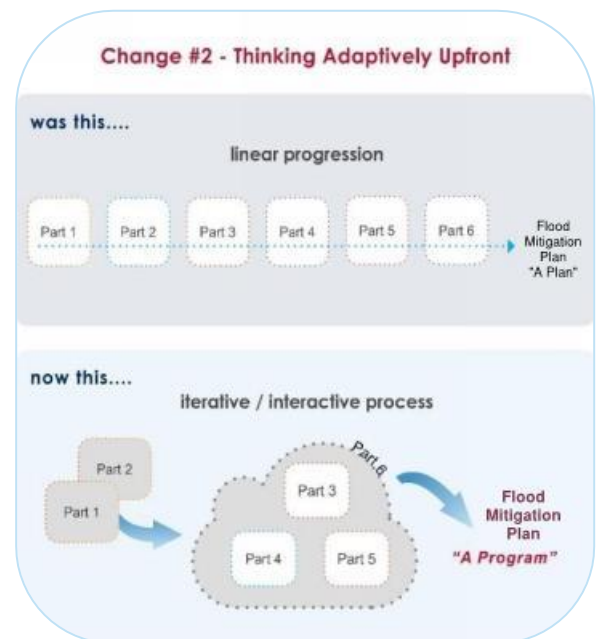 Change #2 - Thinking Adaptively Upfront
was this....
linear progression
Part 1 Part 2 Part 3 Part 4 Part 5 Part 6
Flood
Mitigation
Plan
"A Plan"
now this....
iterative / interactive process
Part 2
Part 1
Part 6
Part 3
Part 4 Part 5
Flood
Mitigation
Plan
"A Program"